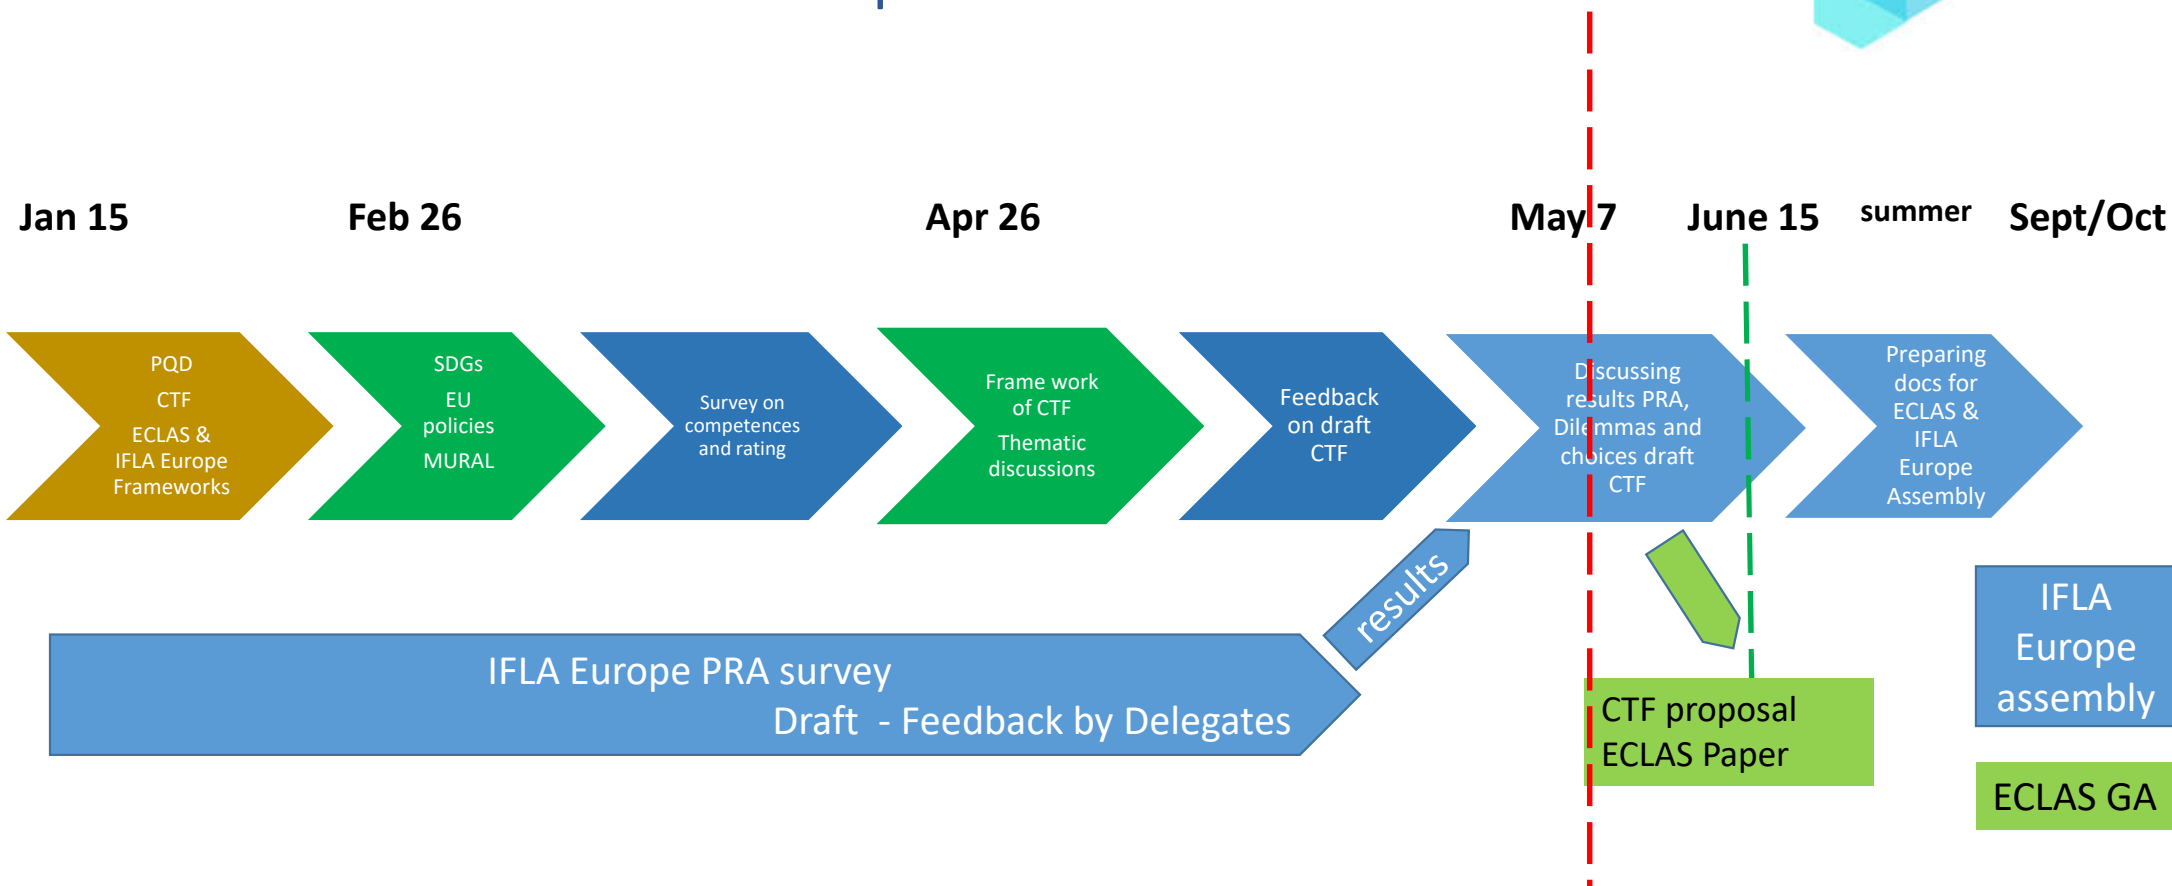 Jan 15
Feb 26
Apr 26
May 7
June 15
summer
Sept/Oct
PQD
CTF
ECLAS &
IFLA Europe
Frameworks
SDGs
EU
policies
MURAL
Survey on
competences
and rating
Frame work
of CTF
Thematic
discussions
Feedback
on draft
CTF
Discussing
results PRA,
Dilemmas and
choices draft
CTF
Preparing
docs for
ECLAS &
IFLA
Europe
Assembly
results
IFLA Europe PRA survey
Draft - Feedback by Delegates
CTF proposal
ECLAS Paper
IFLA
Europe
assembly
ECLAS GA